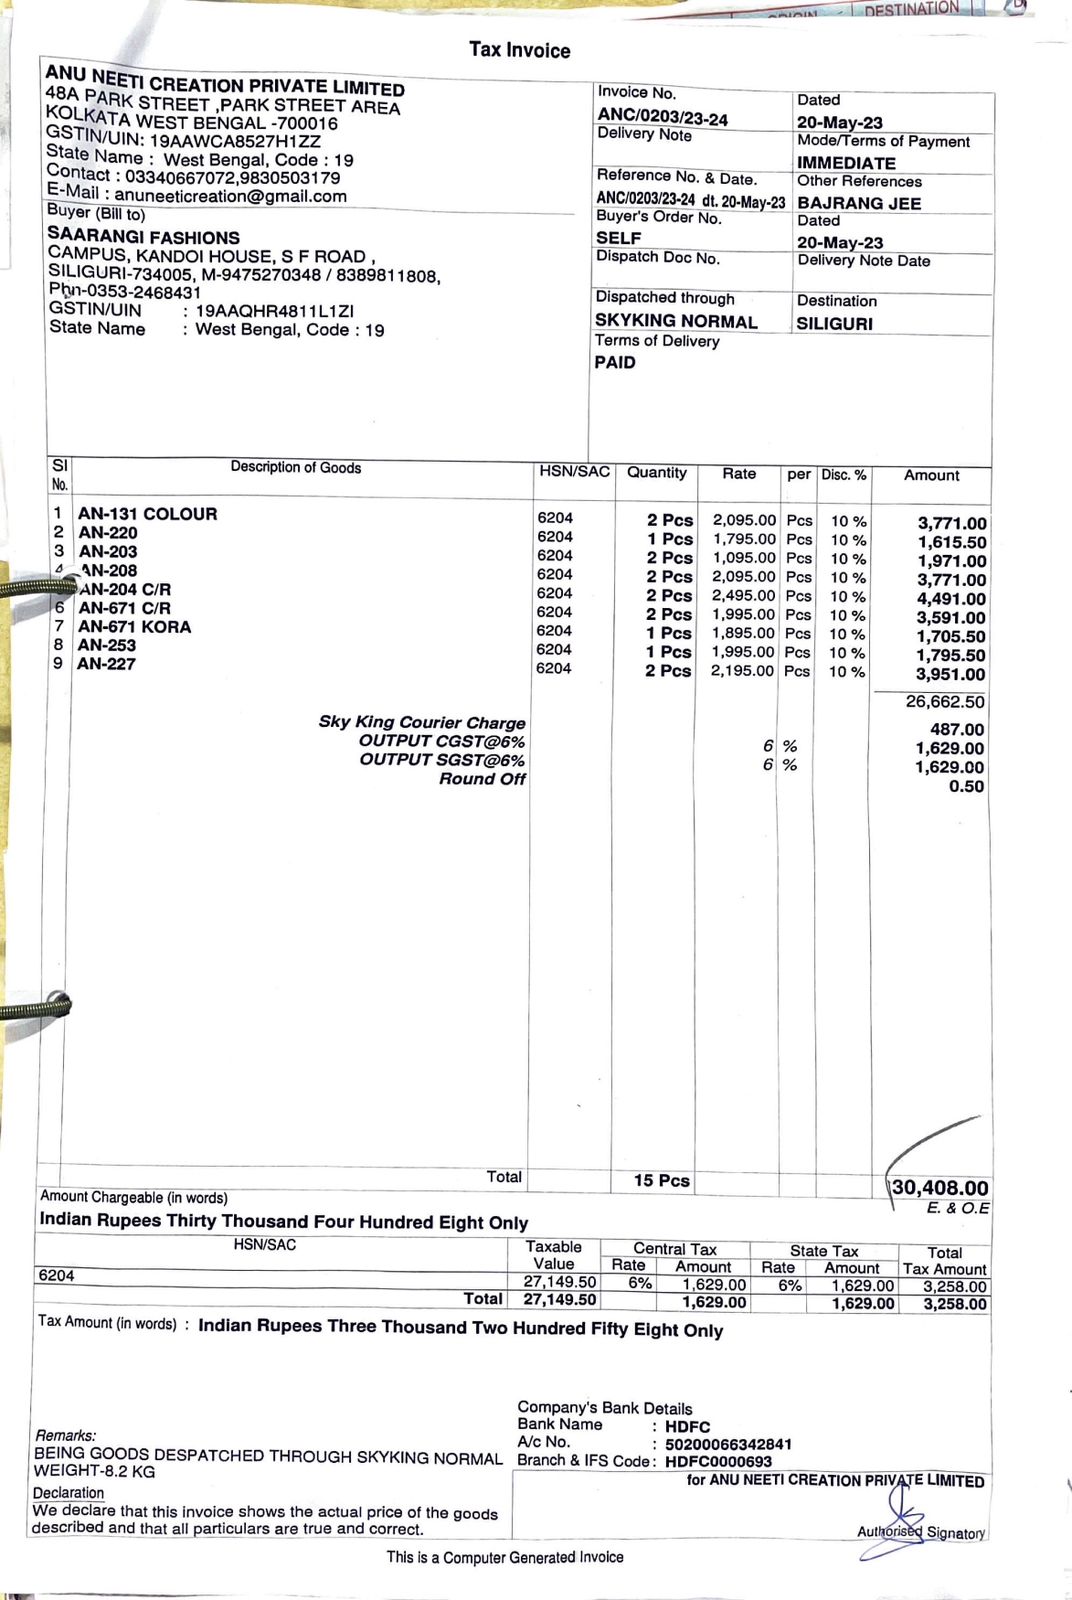 ORIGIN DESTINATION
Tax Invoice
ANU NEETI CREATION PRIVATE LIMITED
48A PARK STREET ,PARK STREET AREA
KOLKATA WEST BENGAL -700016
GSTIN/UIN: 19AAWCA8527H1ZZ
State Name : West Bengal, Code : 19
Contact : 03340667072,9830503179
E-Mail : anuneeticreation@gmail.com
Buyer (Bill to)
SAARANGI FASHIONS
CAMPUS, KANDOI HOUSE, S F ROAD ,
SILIGURI-734005, M-9475270348 / 8389811808,
Phn-0353-2468431
GSTIN/UIN : 19AAQHR4811L1ZI
State Name : West Bengal, Code : 19
Invoice No. Dated
ANC/0203/23-24 20-May-23
Delivery Note Mode/Terms of Payment
IMMEDIATE
Reference No. & Date. Other References
ANC/0203/23-24 dt. 20-May-23 BAJRANG JEE
Buyer's Order No. Dated
SELF 20-May-23
Dispatch Doc No. Delivery Note Date
Dispatched through Destination
SKYKING NORMAL SILIGURI
Terms of Delivery
PAID
Sl No. Description of Goods HSN/SAC Quantity Rate per Disc. % Amount
1 AN-131 COLOUR 6204 2 Pcs 2,095.00 Pcs 10 % 3,771.00
2 AN-220 6204 1 Pcs 1,795.00 Pcs 10 % 1,615.50
3 AN-203 6204 2 Pcs 1,095.00 Pcs 10 % 1,971.00
4 AN-208 6204 2 Pcs 2,095.00 Pcs 10 % 3,771.00
AN-204 C/R 6204 2 Pcs 2,495.00 Pcs 10 % 4,491.00
6 AN-671 C/R 6204 2 Pcs 1,995.00 Pcs 10 % 3,591.00
7 AN-671 KORA 6204 1 Pcs 1,895.00 Pcs 10 % 1,705.50
8 AN-253 6204 1 Pcs 1,995.00 Pcs 10 % 1,795.50
9 AN-227 6204 2 Pcs 2,195.00 Pcs 10 % 3,951.00
26,662.50
Sky King Courier Charge 487.00
OUTPUT CGST@6% 6 % 1,629.00
OUTPUT SGST@6% 6 % 1,629.00
Round Off 0.50
Total 15 Pcs 30,408.00
Amount Chargeable (in words) E. & O.E
Indian Rupees Thirty Thousand Four Hundred Eight Only
HSN/SAC Taxable Value Central Tax State Tax Total Tax Amount
Rate Amount Rate Amount
6204 27,149.50 6% 1,629.00 6% 1,629.00 3,258.00
Total 27,149.50 1,629.00 1,629.00 3,258.00
Tax Amount (in words) : Indian Rupees Three Thousand Two Hundred Fifty Eight Only
Company's Bank Details
Bank Name : HDFC
A/c No. : 50200066342841
Branch & IFS Code : HDFC0000693
Remarks:
BEING GOODS DESPATCHED THROUGH SKYKING NORMAL
WEIGHT-8.2 KG
Declaration
We declare that this invoice shows the actual price of the goods
described and that all particulars are true and correct.
for ANU NEETI CREATION PRIVATE LIMITED
Authorised Signatory
This is a Computer Generated Invoice